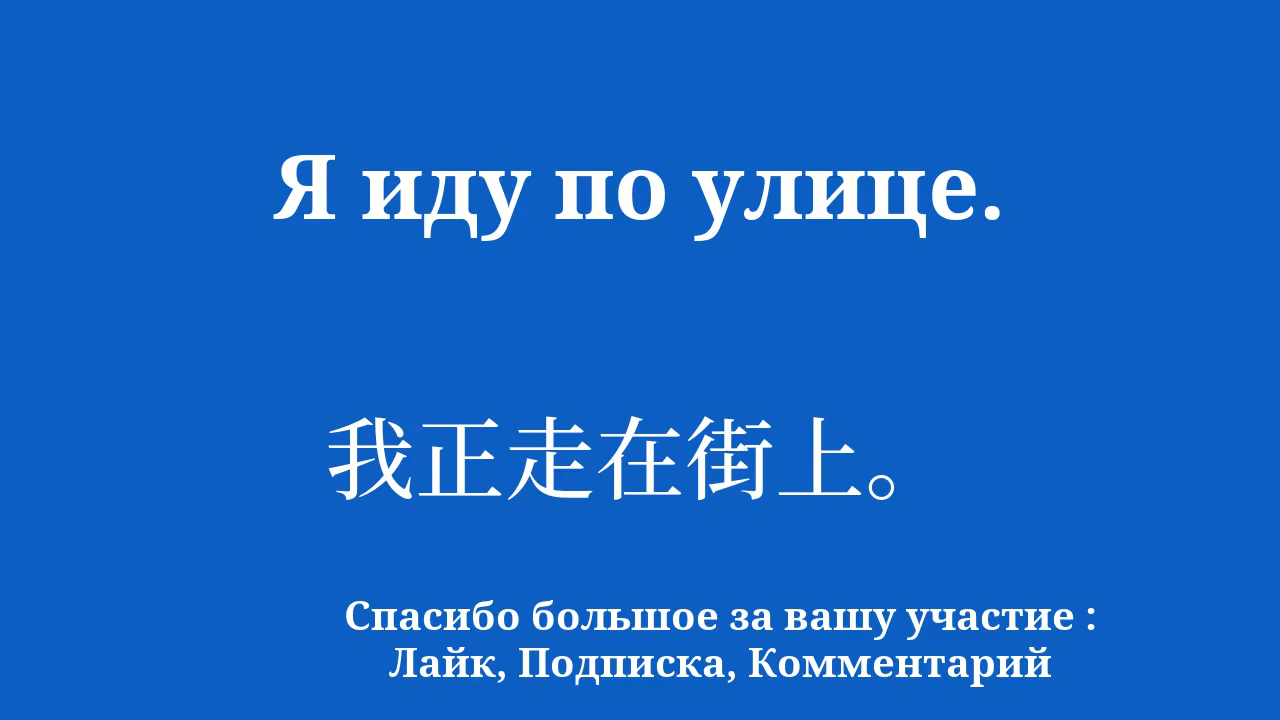 Я иду по улице.
我正走在街上。
Спасибо большое за вашу участие :
Лайк, Подписка, Комментарий